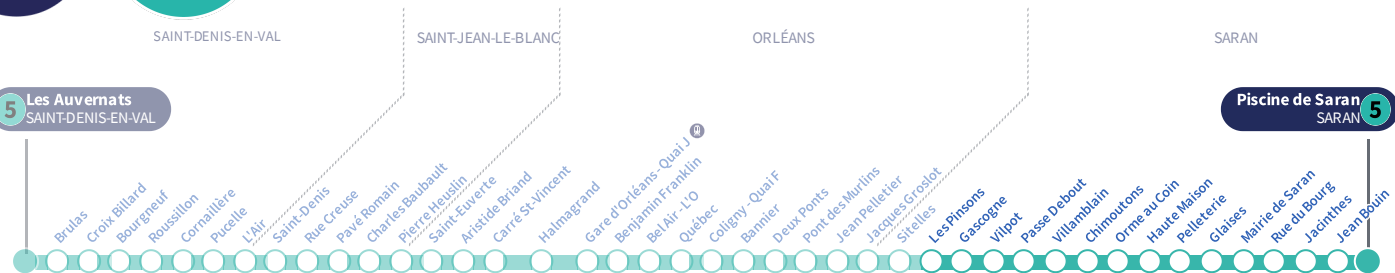 SAINT-DENIS-EN-VAL
SAINT-JEAN-LE-BLANC
ORLÉANS
SARAN
5
Les Auvernats
SAINT-DENIS-EN-VAL
Piscine de Saran
SARAN
5
Brulas
Croix Billard
Bourgneuf
Roussillon
Cornaillère
Pucelle
L'Air
Saint-Denis
Rue Creuse
Pavé Romain
Charles Baubault
Pierre Heuslin
Saint-Euverte
Aristide Briand
Carré St-Vincent
Halmagrand
Gare d'Orléans - Quai J
Benjamin Franklin
Bel Air - L'O
Québec
Coligny - Quai F
Bannier
Deux Ponts
Pont des Murlins
Jean Pelletier
Jacques Groslot
Sitelles
Les Pinsons
Gascogne
Vilpot
Passe Debout
Villamblain
Chimoutons
Orme au Coin
Haute Maison
Pelleterie
Glaises
Mairie de Saran
Rue du Bourg
Jacinthes
Jean Bouin